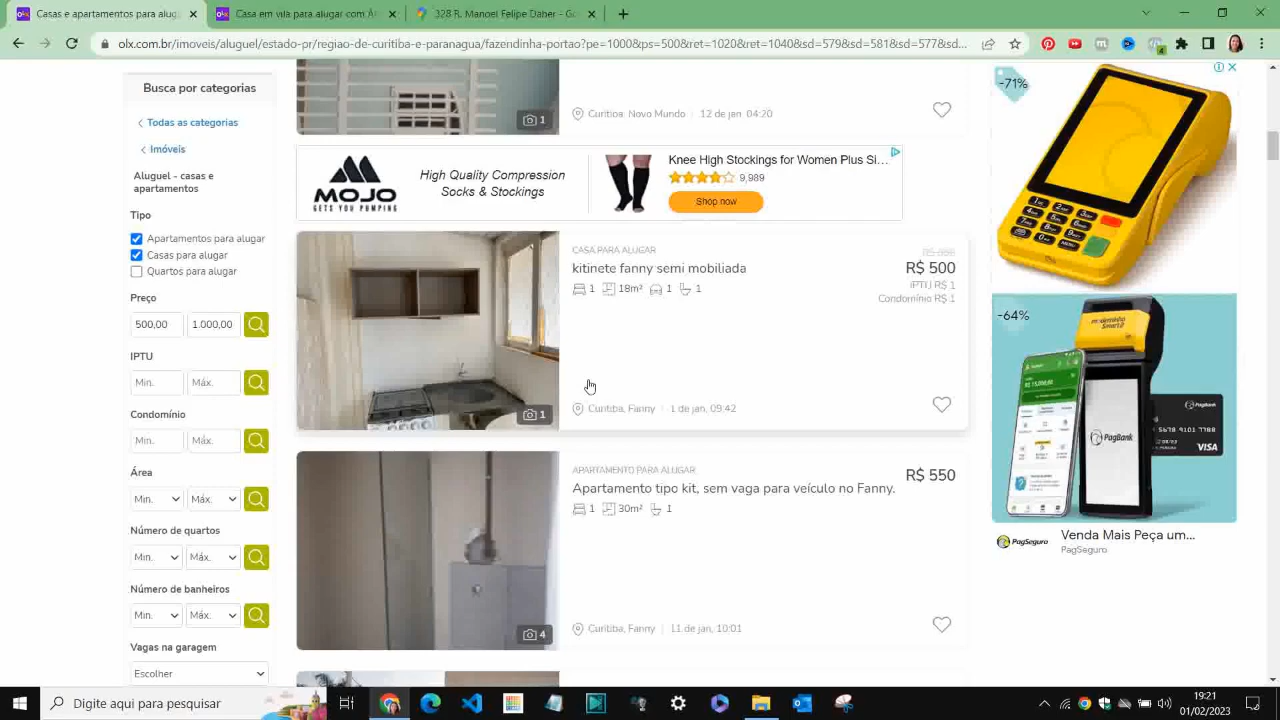 Casas e apartamentos para alug
Casa em vila para alugar com Ár
328 R. Manoel Felipe Daher - Go
olx.com.br/imoveis/aluguel/estado-pr/regiao-de-curitiba-e-paranagua/fazendinha-portao?pe=1000&ps=500&ret=1020&ret=1040&sd=579&sd=581&sd=577&sd...
Busca por categorias
Todas as categorias
Imóveis
Aluguel - casas e
apartamentos
Tipo
Apartamentos para alugar
Casas para alugar
Quartos para alugar
Preço
500,00
1.000,00
IPTU
Min.
Máx.
Condomínio
Min.
Máx.
Área
Min.
Máx.
Número de quartos
Min.
Máx.
Número de banheiros
Min.
Máx.
Vagas na garagem
Escolher
1
Curitiba, Novo Mundo | 12 de jan, 04:20
MOJO
GETS YOU PUMPING
High Quality Compression
Socks & Stockings
Knee High Stockings for Women Plus Si...
9,989
Shop now
CASA PARA ALUGAR
kitinete fanny semi mobiliada
1 18m² 1 1
R$ 500
IPTU R$ 1
Condomínio R$ 1
1
Curitiba, Fanny | 1 de jan, 09:42
APARTAMENTO PARA ALUGAR
Apartamento tipo kit, sem vaga para veículo no Fanny.
1 30m² 1
R$ 550
4
Curitiba, Fanny | 11 de jan, 10:01
-71%
-64%
PagBank
5678 9101 7788
VISA
PagSeguro
Venda Mais Peça um...
PagSeguro
Digite aqui para pesquisar
19:21
01/02/2023